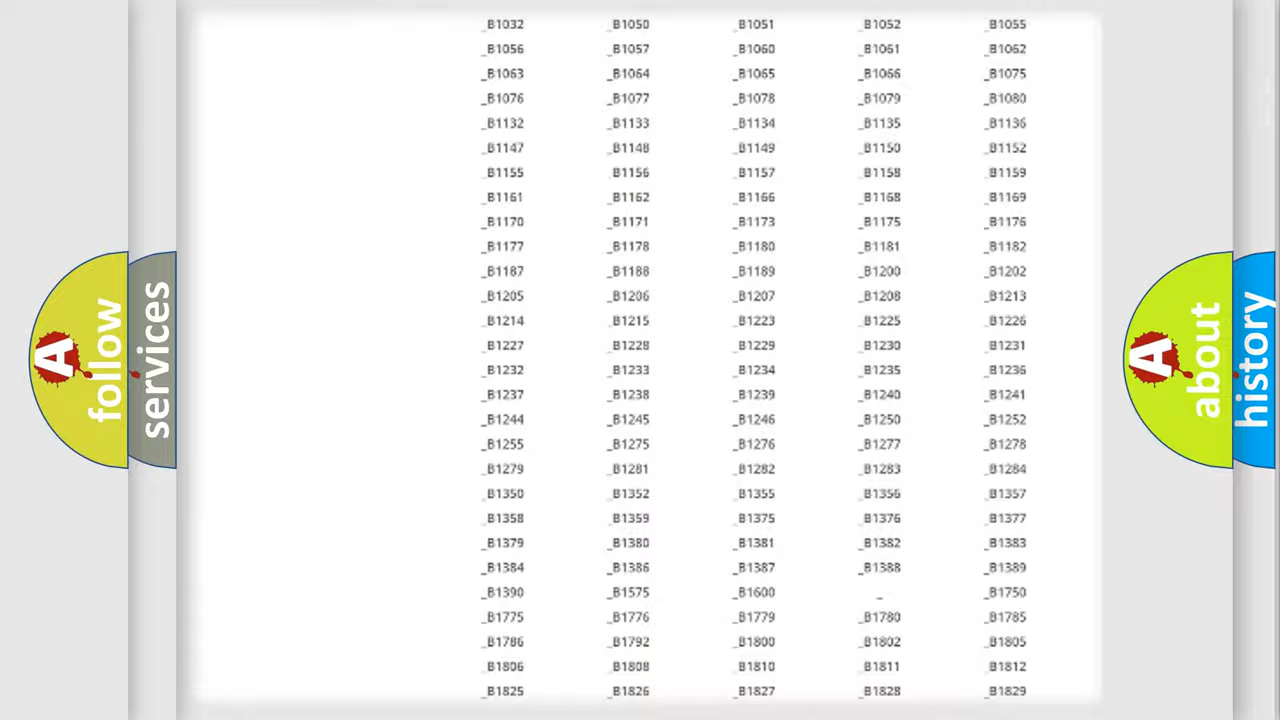 _B1032 _B1050 _B1051 _B1052 _B1055
_B1056 _B1057 _B1060 _B1061 _B1062
_B1063 _B1064 _B1065 _B1066 _B1075
_B1076 _B1077 _B1078 _B1079 _B1080
_B1132 _B1133 _B1134 _B1135 _B1136
_B1147 _B1148 _B1149 _B1150 _B1152
_B1155 _B1156 _B1157 _B1158 _B1159
_B1161 _B1162 _B1166 _B1168 _B1169
_B1170 _B1171 _B1173 _B1175 _B1176
_B1177 _B1178 _B1180 _B1181 _B1182
_B1187 _B1188 _B1189 _B1200 _B1202
_B1205 _B1206 _B1207 _B1208 _B1213
_B1214 _B1215 _B1223 _B1225 _B1226
_B1227 _B1228 _B1229 _B1230 _B1231
_B1232 _B1233 _B1234 _B1235 _B1236
_B1237 _B1238 _B1239 _B1240 _B1241
_B1244 _B1245 _B1246 _B1250 _B1252
_B1255 _B1275 _B1276 _B1277 _B1278
_B1279 _B1281 _B1282 _B1283 _B1284
_B1350 _B1352 _B1355 _B1356 _B1357
_B1358 _B1359 _B1375 _B1376 _B1377
_B1379 _B1380 _B1381 _B1382 _B1383
_B1384 _B1386 _B1387 _B1388 _B1389
_B1390 _B1575 _B1600 _ _B1750
_B1775 _B1776 _B1779 _B1780 _B1785
_B1786 _B1792 _B1800 _B1802 _B1805
_B1806 _B1808 _B1810 _B1811 _B1812
_B1825 _B1826 _B1827 _B1828 _B1829
A follow
services
A about
history